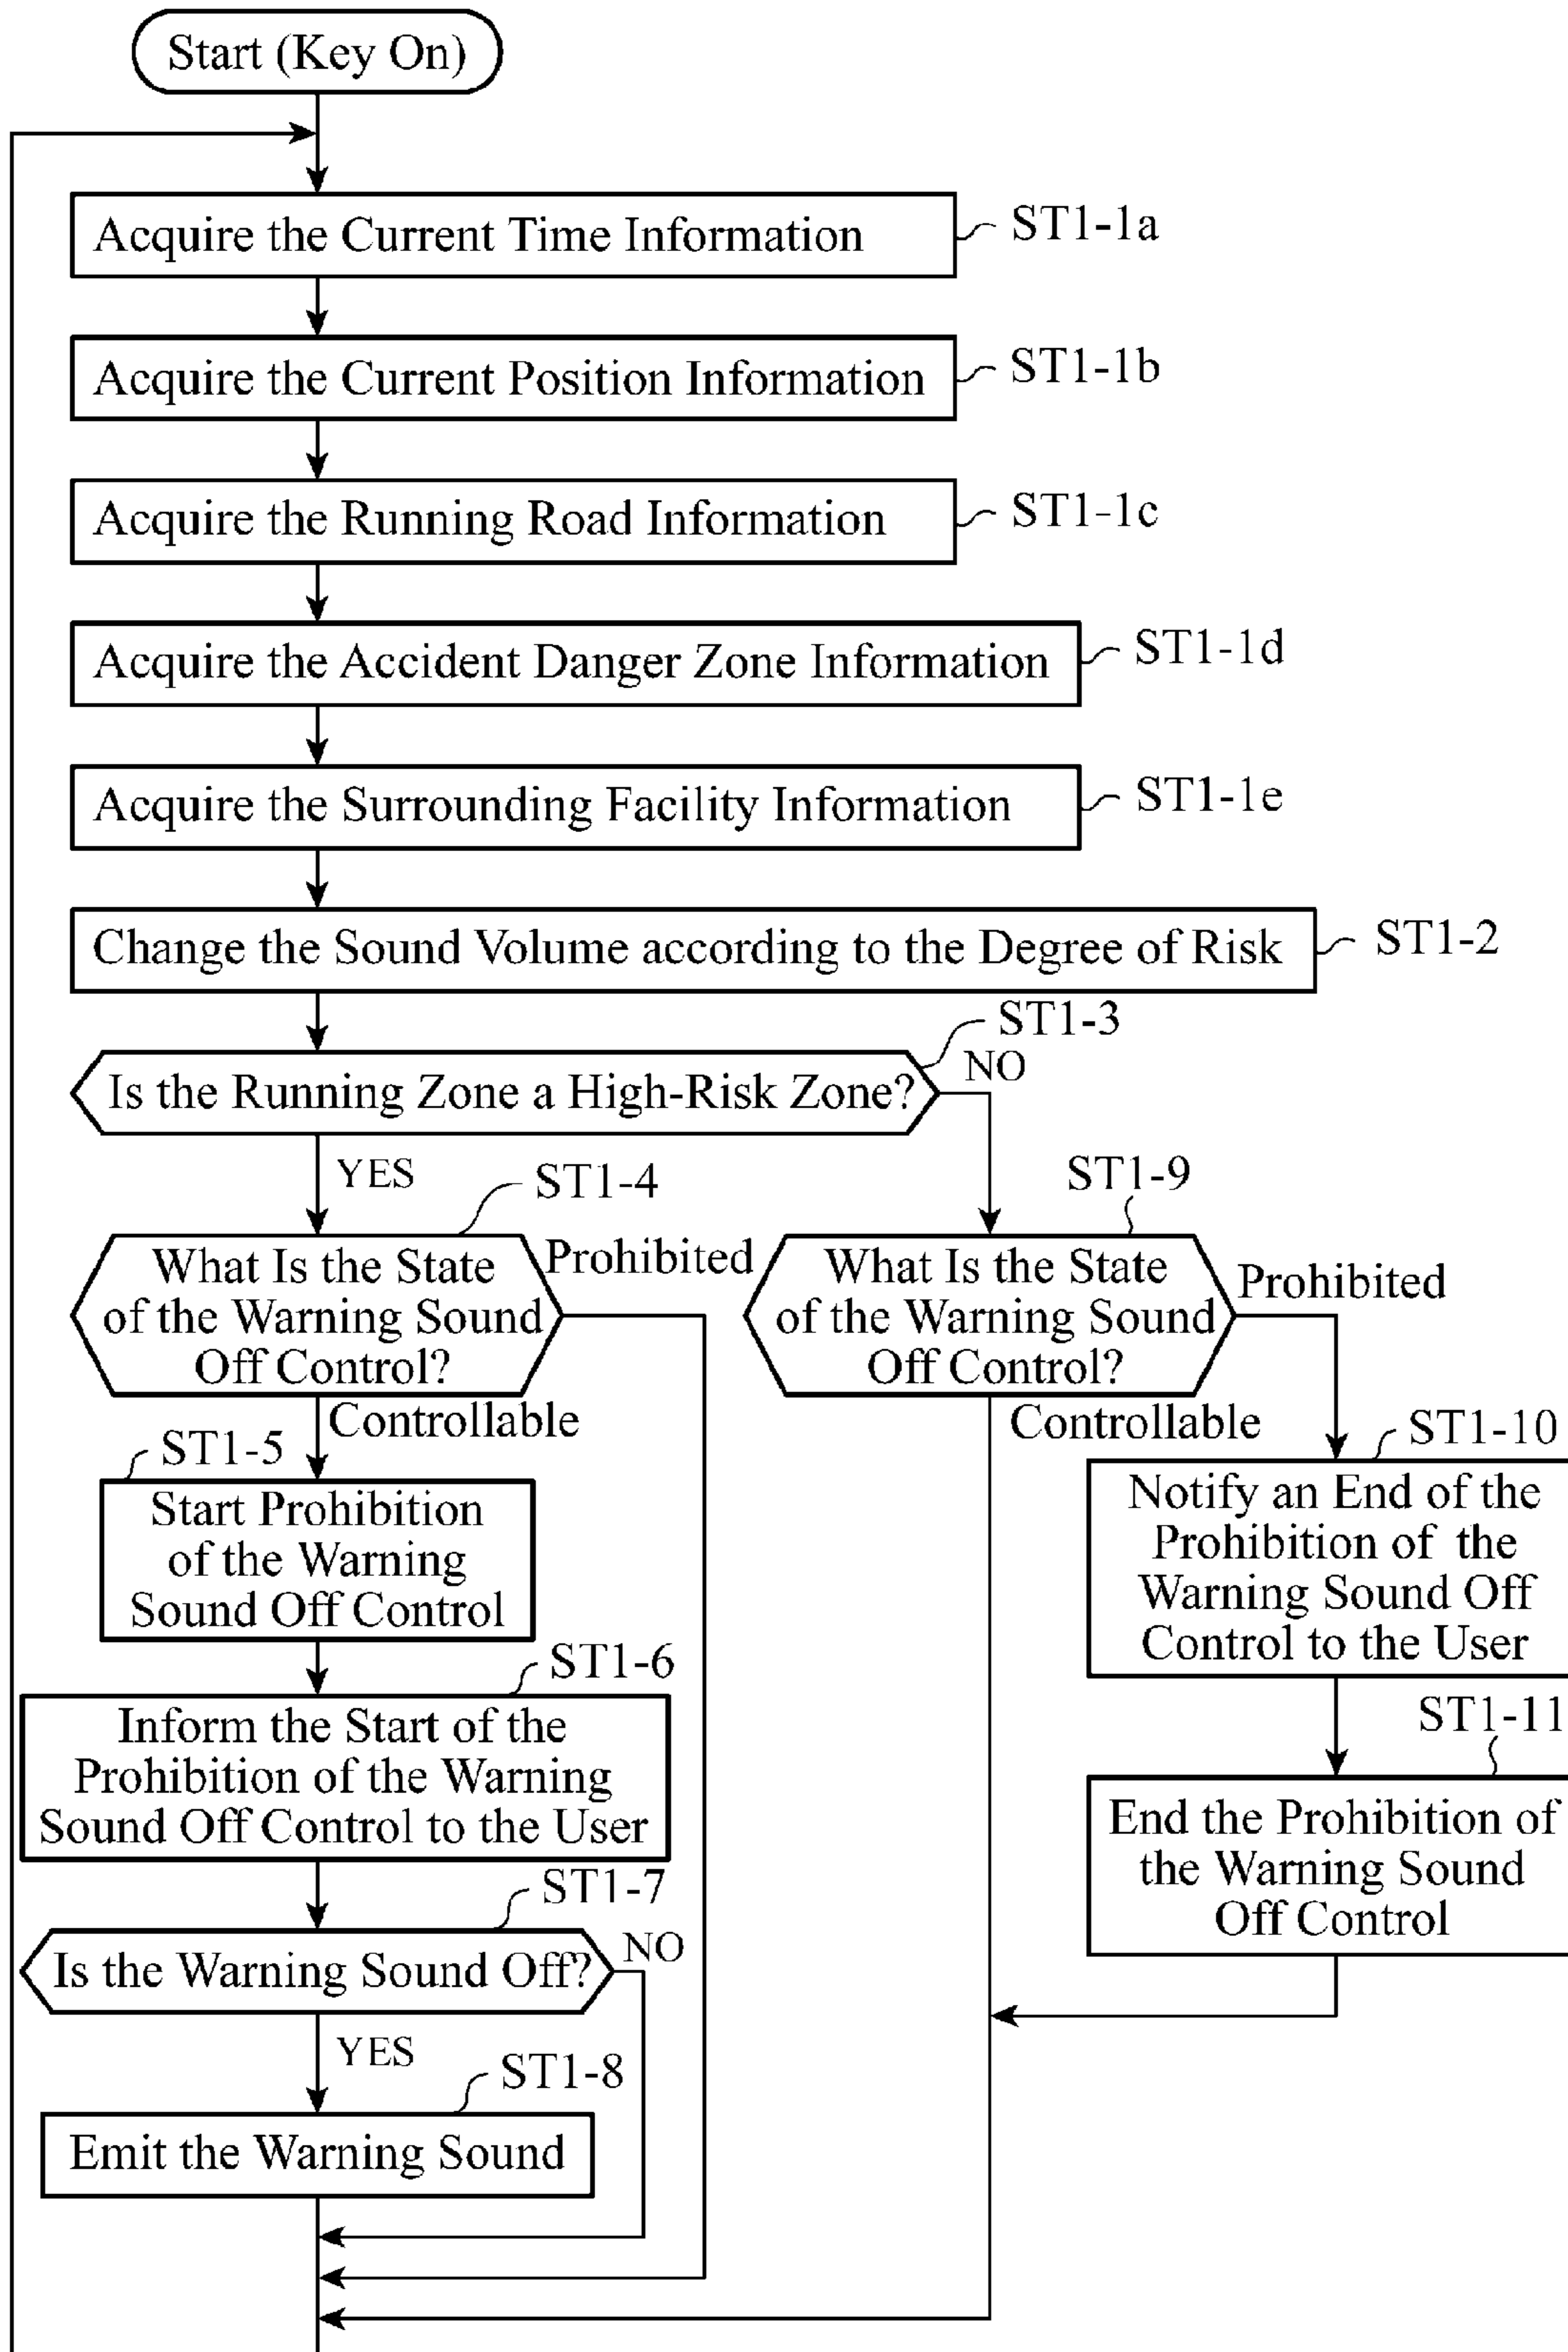 Start (Key On)
Acquire the Current Time Information
ST1-1a
Acquire the Current Position Information
ST1-1b
Acquire the Running Road Information
ST1-1c
Acquire the Accident Danger Zone Information
ST1-1d
Acquire the Surrounding Facility Information
ST1-1e
Change the Sound Volume according to the Degree of Risk
ST1-2
ST1-3
Is the Running Zone a High-Risk Zone?
NO
YES
ST1-4
What Is the State
of the Warning Sound
Off Control?
Prohibited
Controllable
ST1-5
Start Prohibition
of the Warning
Sound Off Control
ST1-6
Inform the Start of the
Prohibition of the Warning
Sound Off Control to the User
ST1-7
Is the Warning Sound Off?
NO
YES
ST1-8
Emit the Warning Sound
ST1-9
What Is the State
of the Warning Sound
Off Control?
Prohibited
Controllable
ST1-10
Notify an End of the
Prohibition of the
Warning Sound Off
Control to the User
ST1-11
End the Prohibition of
the Warning Sound
Off Control